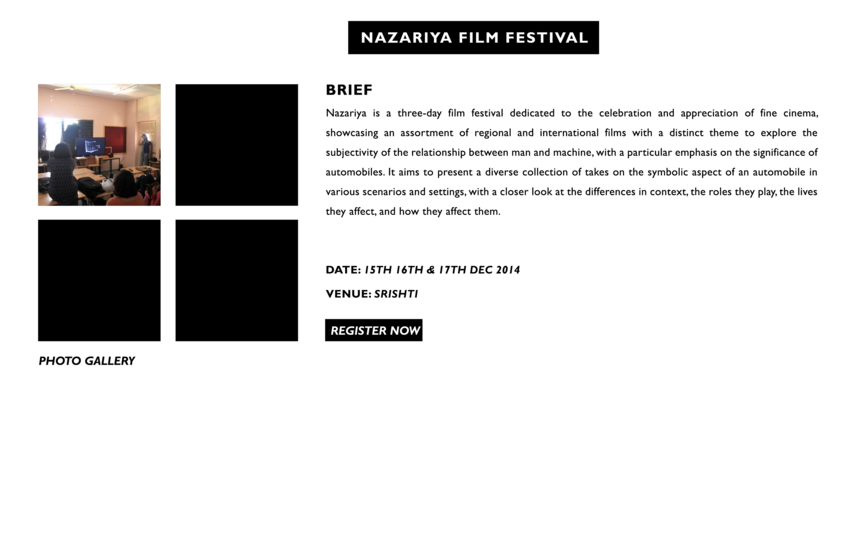 NAZARIYA FILM FESTIVAL
BRIEF
Nazariya is a three-day film festival dedicated to the celebration and appreciation of fine cinema,
showcasing an assortment of regional and international films with a distinct theme to explore the
subjectivity of the relationship between man and machine, with a particular emphasis on the significance of
automobiles. It aims to present a diverse collection of takes on the symbolic aspect of an automobile in
various scenarios and settings, with a closer look at the differences in context, the roles they play, the lives
they affect, and how they affect them.
DATE: 15TH 16TH & 17TH DEC 2014
VENUE: SRISHTI
REGISTER NOW
PHOTO GALLERY